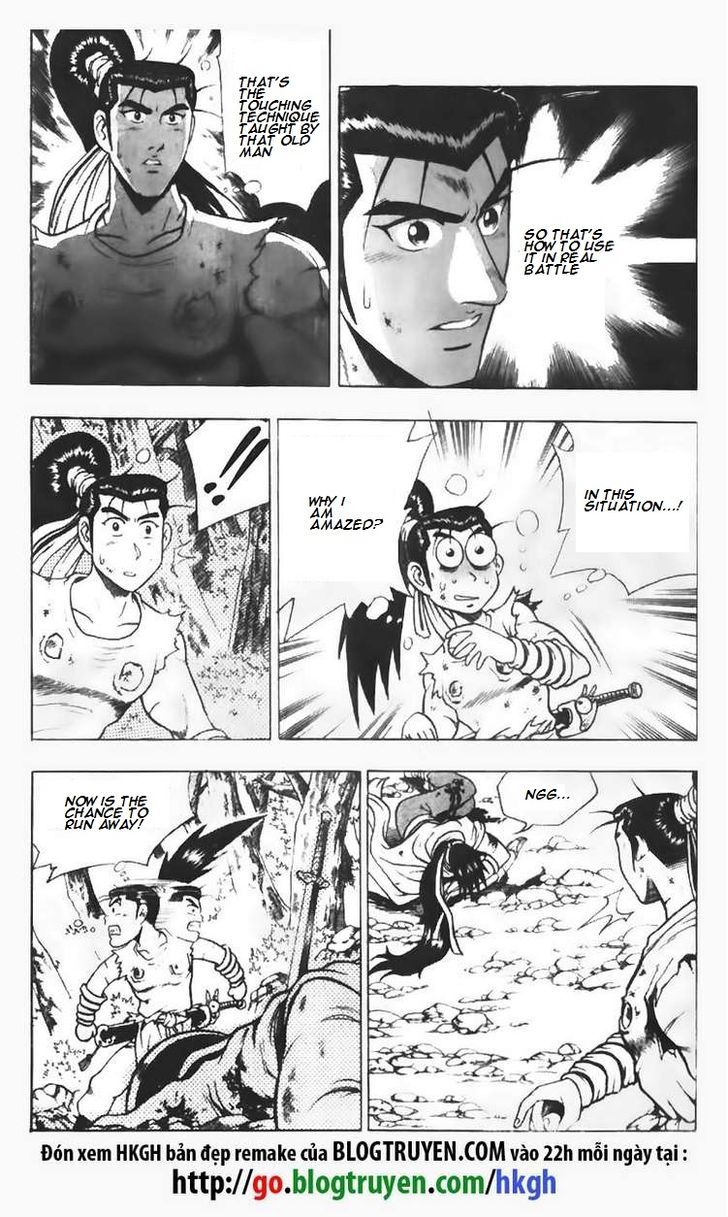 THAT'S
THE
TOUCHING
TECHNIQUE
TAUGHT BY
THAT OLD
MAN
SO THAT'S
HOW TO USE
IT IN REAL
BATTLE
!!
WHY I
AM
AMAZED?
IN THIS
SITUATION...!
NOW IS THE
CHANCE TO
RUN AWAY!
NGG...
Đón xem HKGH bản đẹp remake của BLOGTRUYEN.COM vào 22h mỗi ngày tại :
http://go.blogtruyen.com/hkgh